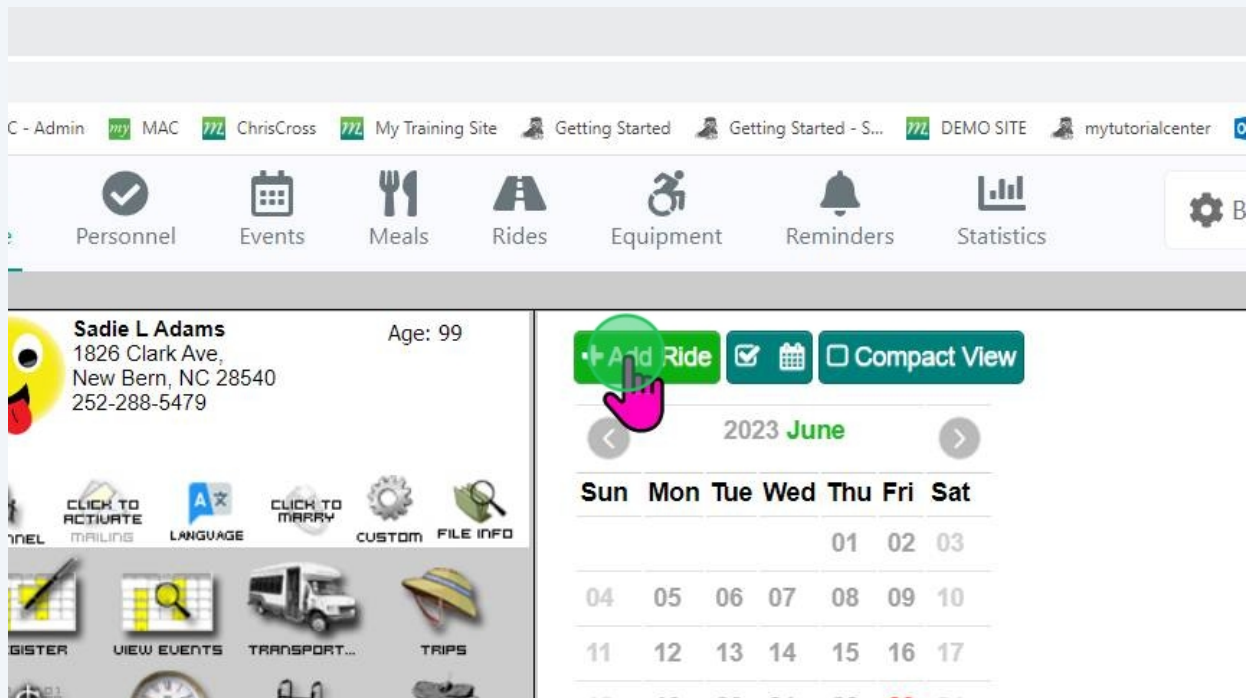 C - Admin my MAC m ChrisCross m My Training Site Getting Started Getting Started - S... m DEMO SITE mytutorialcenter
Personnel Events Meals Rides Equipment Reminders Statistics
Sadie L Adams Age: 99
1826 Clark Ave,
New Bern, NC 28540
252-288-5479
+ Add Ride Compact View
2023 June
Sun Mon Tue Wed Thu Fri Sat
01 02 03
04 05 06 07 08 09 10
11 12 13 14 15 16 17
CLICK TO ACTIVATE MAILING LANGUAGE CLICK TO MARRY CUSTOM FILE INFO
VIEW EVENTS TRANSPORT... TRIPS